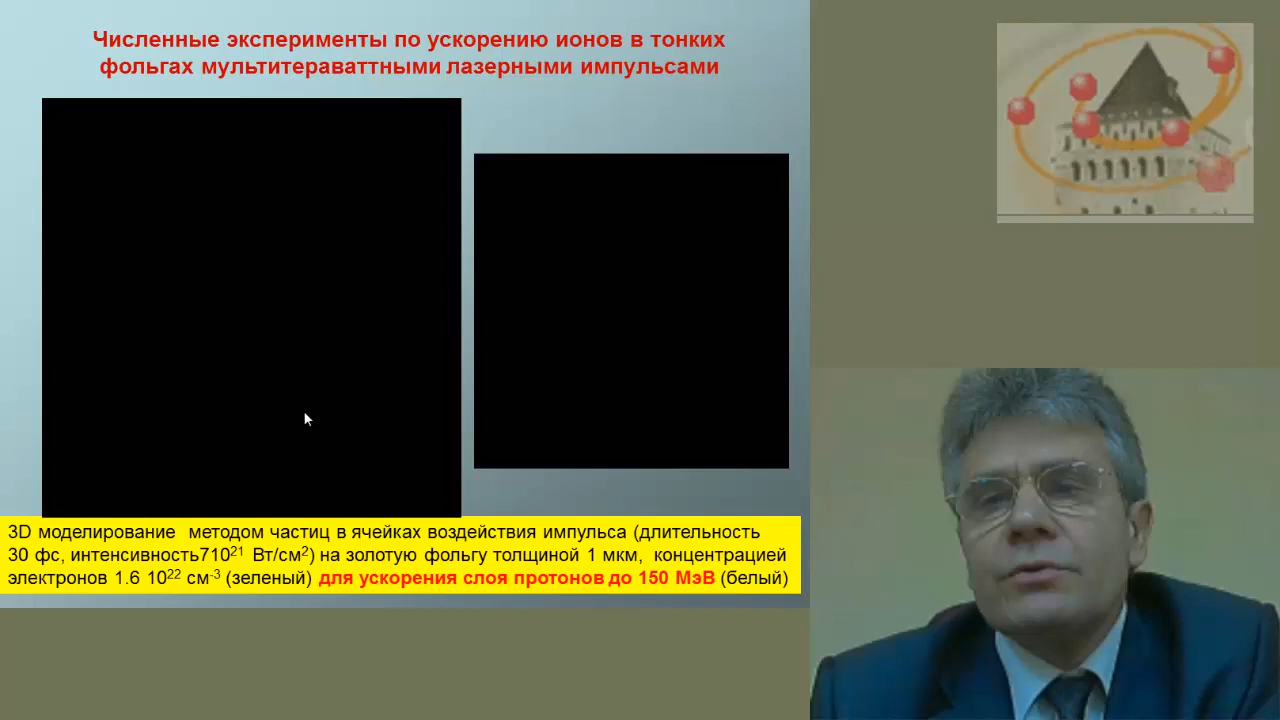 Численные эксперименты по ускорению ионов в тонких
фольгах мультитераваттными лазерными импульсами
3D моделирование методом частиц в ячейках воздействия импульса (длительность
30 фс, интенсивность710²¹ Вт/см²) на золотую фольгу толщиной 1 мкм, концентрацией
электронов 1.6 10²² см⁻³ (зеленый) для ускорения слоя протонов до 150 МэВ (белый)